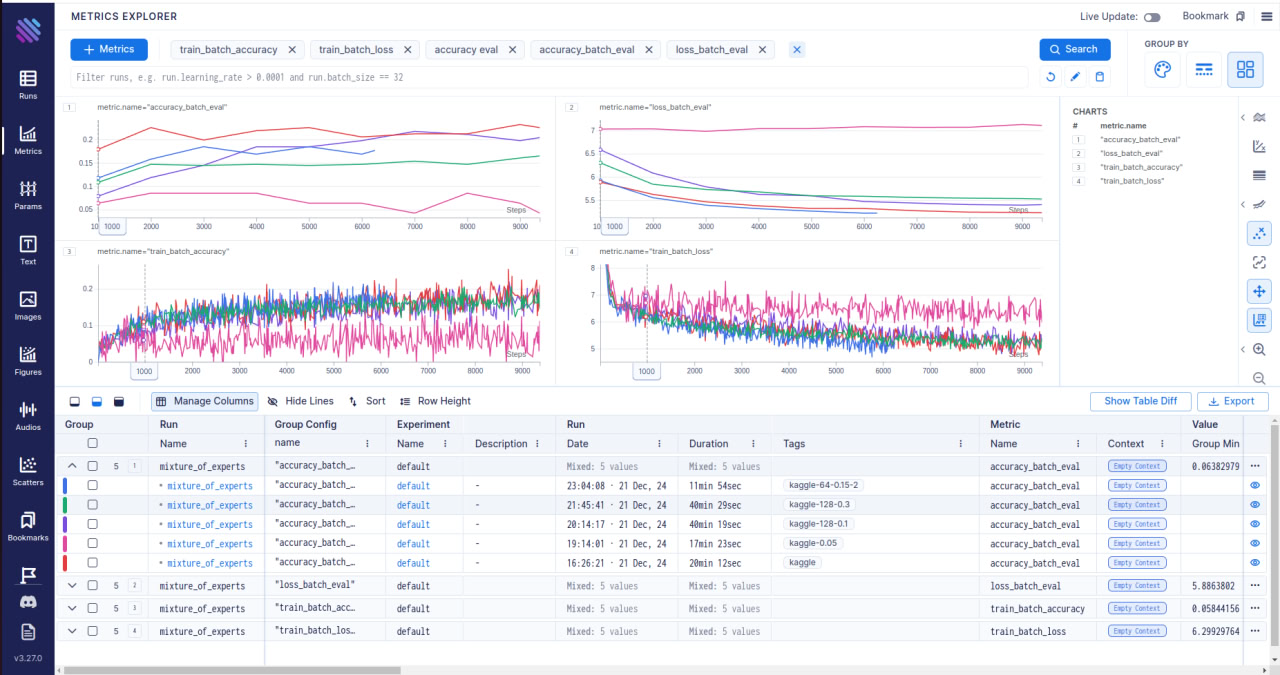 METRICS EXPLORER
Live Update:
Bookmark
+ Metrics
train_batch_accuracy ×
train_batch_loss ×
accuracy eval ×
accuracy_batch_eval ×
loss_batch_eval ×
×
Search
GROUP BY
Filter runs, e.g. run.learning_rate > 0.0001 and run.batch_size == 32
Runs
Metrics
Params
Text
Images
Figures
Audios
Scatters
Bookmarks
v3.27.0
1 metric.name="accuracy_batch_eval"
0.2
0.15
0.1
0.05
Steps
10 1000 2000 3000 4000 5000 6000 7000 8000 9000
2 metric.name="loss_batch_eval"
7
6.5
6
5.5
Steps
10 1000 2000 3000 4000 5000 6000 7000 8000 9000
3 metric.name="train_batch_accuracy"
0.2
0.1
0
Steps
1000 2000 3000 4000 5000 6000 7000 8000 9000
4 metric.name="train_batch_loss"
8
7
6
5
Steps
1000 2000 3000 4000 5000 6000 7000 8000 9000
CHARTS
# metric.name
1 "accuracy_batch_eval"
2 "loss_batch_eval"
3 "train_batch_accuracy"
4 "train_batch_loss"
Manage Columns
Hide Lines
Sort
Row Height
Show Table Diff
Export
Group Run Group Config Experiment Run Metric Value
Name name Name Description Date Duration Tags Name Context Group Min
5 1 mixture_of_experts "accuracy_batch_… default Mixed: 5 values Mixed: 5 values accuracy_batch_eval Empty Context 0.06382979
mixture_of_experts "accuracy_batch_… default - 23:04:08 · 21 Dec, 24 11min 54sec kaggle-64-0.15-2 accuracy_batch_eval Empty Context
mixture_of_experts "accuracy_batch_… default - 21:45:41 · 21 Dec, 24 40min 29sec kaggle-128-0.3 accuracy_batch_eval Empty Context
mixture_of_experts "accuracy_batch_… default - 20:14:17 · 21 Dec, 24 40min 19sec kaggle-128-0.1 accuracy_batch_eval Empty Context
mixture_of_experts "accuracy_batch_… default - 19:14:01 · 21 Dec, 24 17min 23sec kaggle-0.05 accuracy_batch_eval Empty Context
mixture_of_experts "accuracy_batch_… default - 16:26:21 · 21 Dec, 24 20min 12sec kaggle accuracy_batch_eval Empty Context
5 2 mixture_of_experts "loss_batch_eval" default Mixed: 5 values Mixed: 5 values loss_batch_eval Empty Context 5.8863802
5 3 mixture_of_experts "train_batch_acc… default Mixed: 5 values Mixed: 5 values train_batch_accuracy Empty Context 0.05844156
5 4 mixture_of_experts "train_batch_los… default Mixed: 5 values Mixed: 5 values train_batch_loss Empty Context 6.29929764